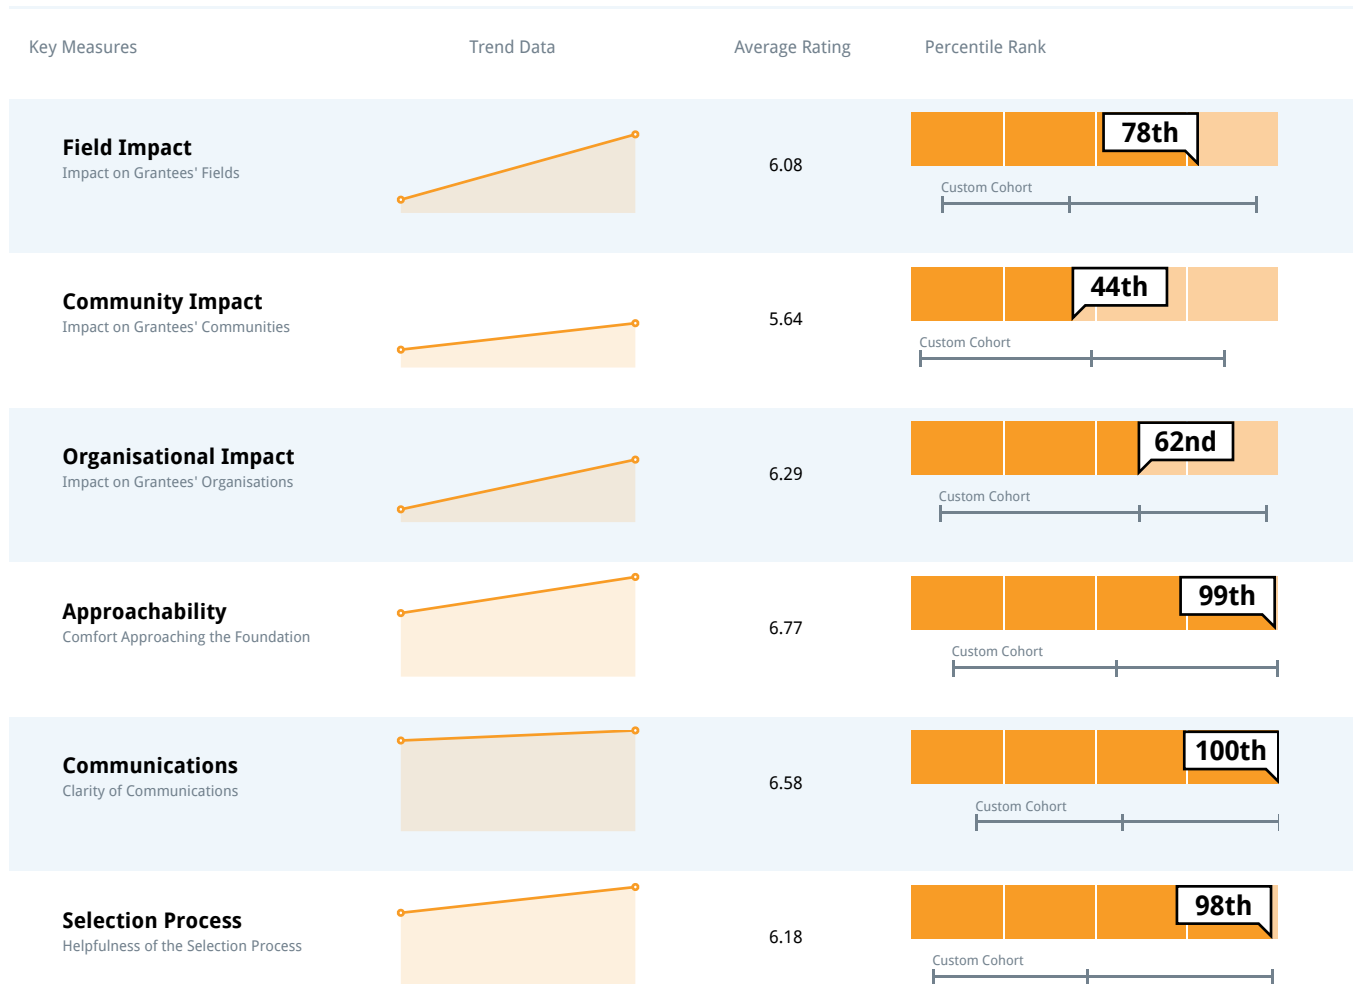 Key Measures Trend Data Average Rating Percentile Rank
Field Impact
Impact on Grantees' Fields
6.08
78th
Custom Cohort
Community Impact
Impact on Grantees' Communities
5.64
44th
Custom Cohort
Organisational Impact
Impact on Grantees' Organisations
6.29
62nd
Custom Cohort
Approachability
Comfort Approaching the Foundation
6.77
99th
Custom Cohort
Communications
Clarity of Communications
6.58
100th
Custom Cohort
Selection Process
Helpfulness of the Selection Process
6.18
98th
Custom Cohort